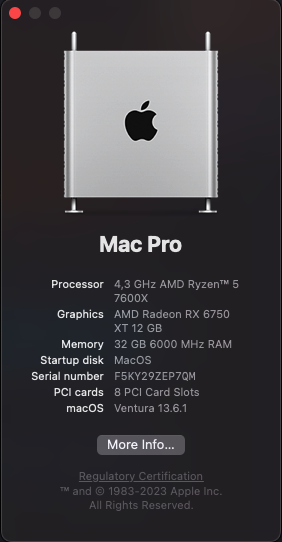 Mac Pro
Processor 4,3 GHz AMD Ryzen™ 5
7600X
Graphics AMD Radeon RX 6750
XT 12 GB
Memory 32 GB 6000 MHz RAM
Startup disk MacOS
Serial number F5KY29ZEP7QM
PCI cards 8 PCI Card Slots
macOS Ventura 13.6.1
More Info...
Regulatory Certification
™ and © 1983-2023 Apple Inc.
All Rights Reserved.